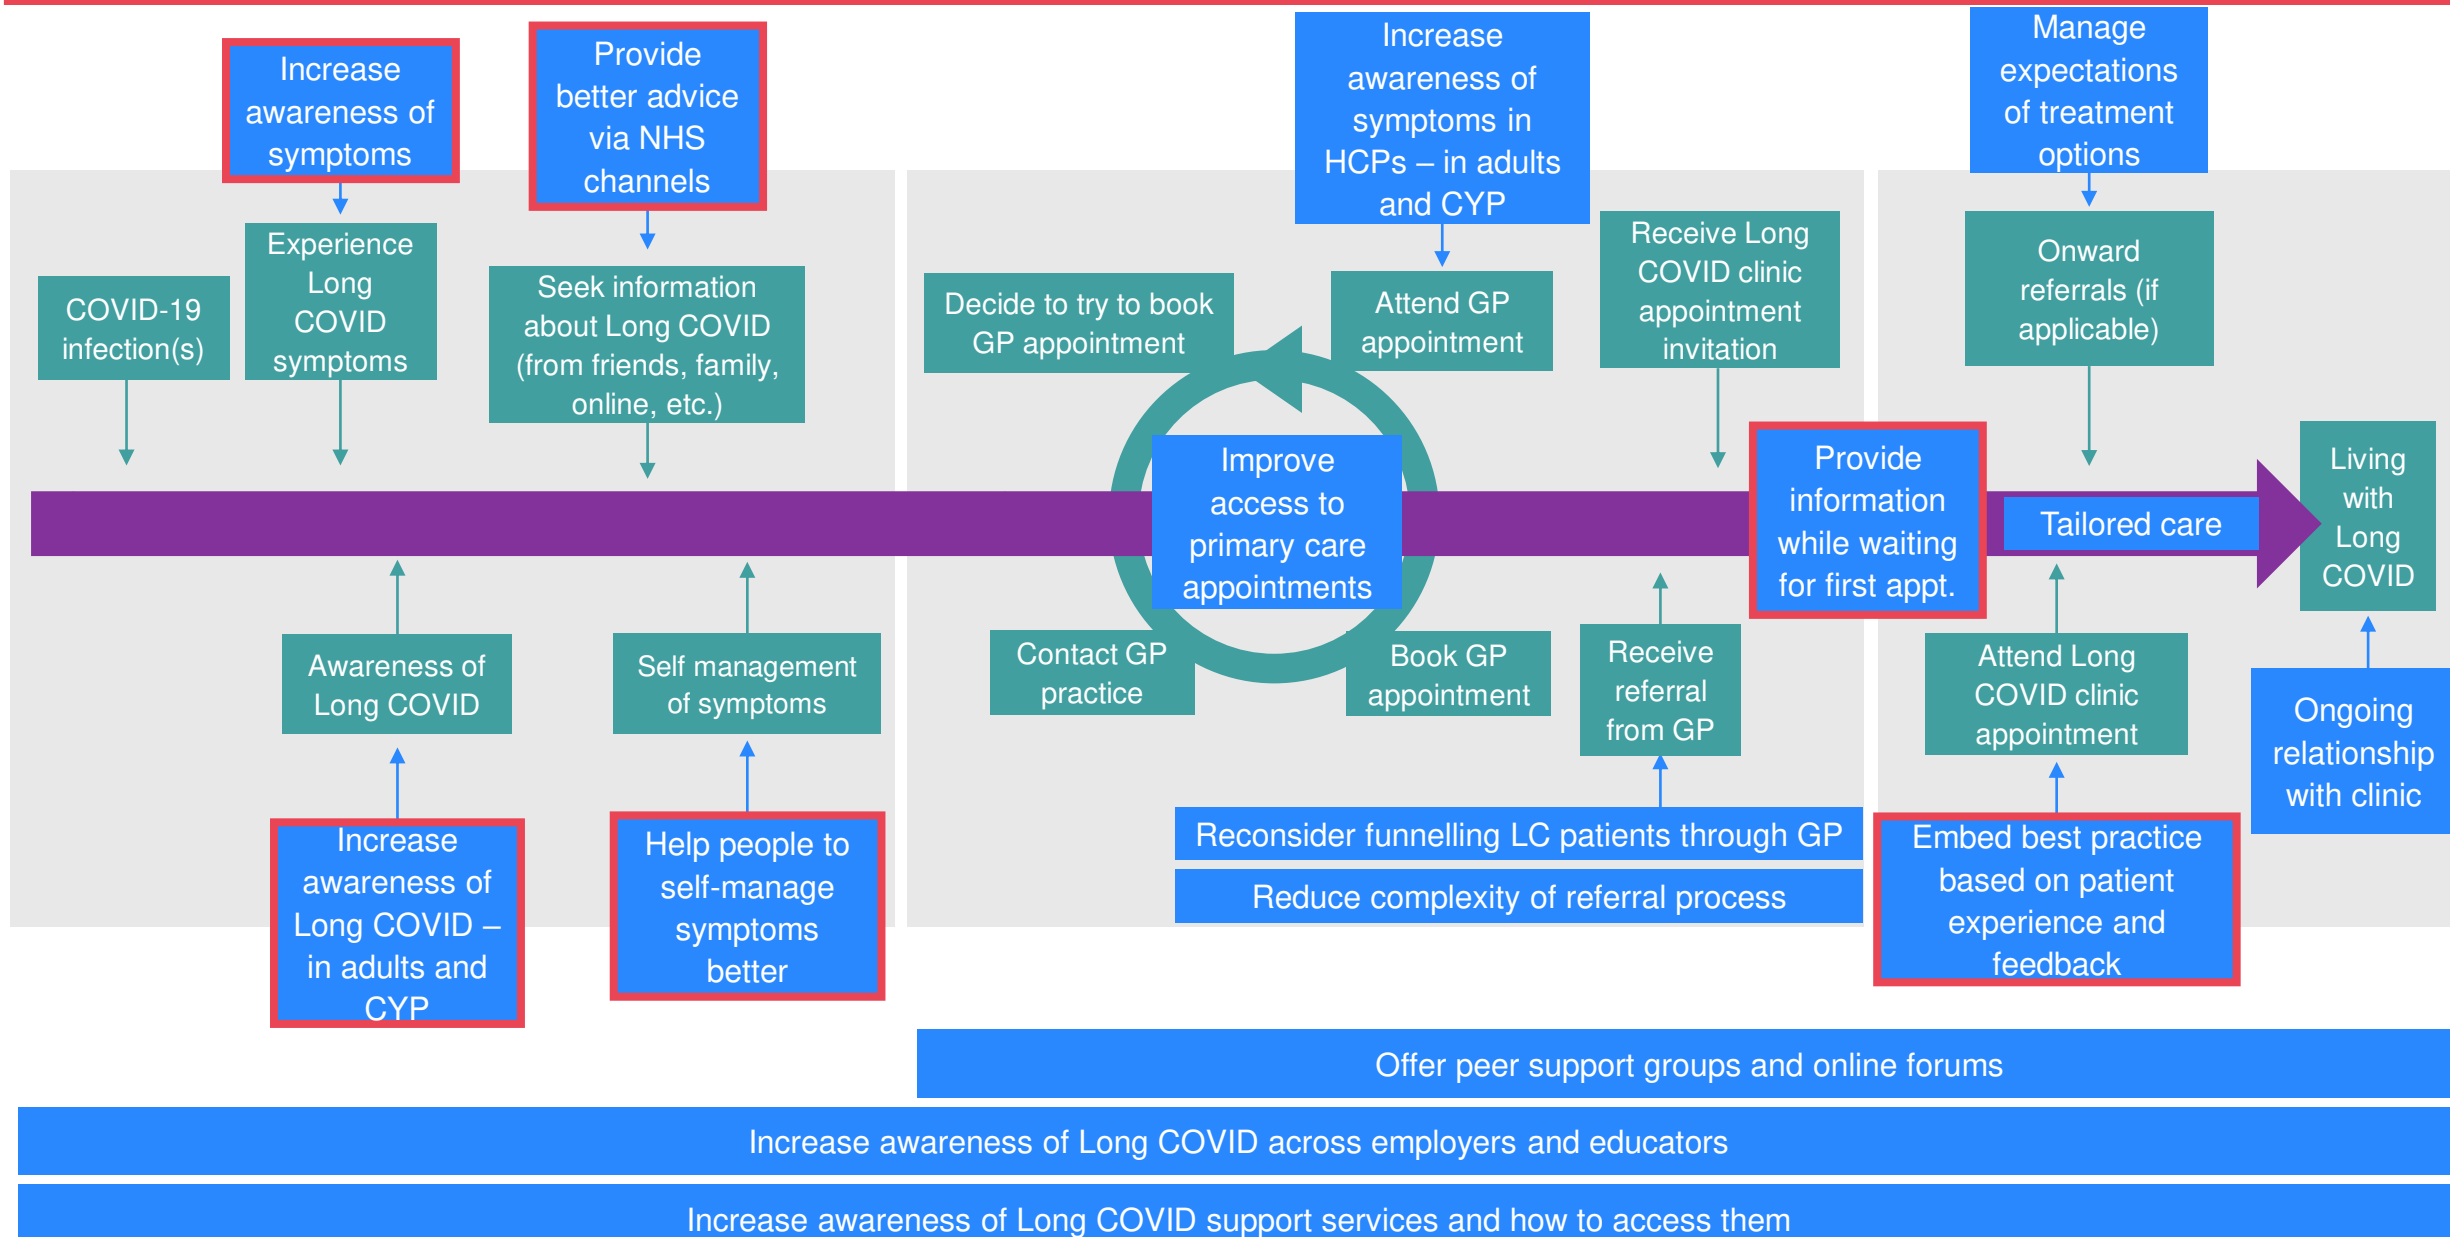 Increase
awareness of
symptoms
Provide
better advice
via NHS
channels
Increase
awareness of
symptoms in
HCPs – in adults
and CYP
Manage
expectations
of treatment
options
COVID-19
infection(s)
Experience
Long
COVID
symptoms
Seek information
about Long COVID
(from friends, family,
online, etc.)
Decide to try to book
GP appointment
Attend GP
appointment
Receive Long
COVID clinic
appointment
invitation
Onward
referrals (if
applicable)
Improve
access to
primary care
appointments
Provide
information
while waiting
for first appt.
Tailored care
Living
with
Long
COVID
Awareness of
Long COVID
Self management
of symptoms
Contact GP
practice
Book GP
appointment
Receive
referral
from GP
Attend Long
COVID clinic
appointment
Ongoing
relationship
with clinic
Increase
awareness of
Long COVID –
in adults and
CYP
Help people to
self-manage
symptoms
better
Reconsider funnelling LC patients through GP
Reduce complexity of referral process
Embed best practice
based on patient
experience and
feedback
Offer peer support groups and online forums
Increase awareness of Long COVID across employers and educators
Increase awareness of Long COVID support services and how to access them